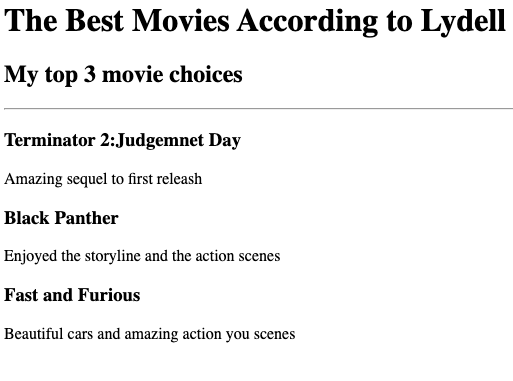 The Best Movies According to Lydell
My top 3 movie choices
Terminator 2:Judgemnet Day
Amazing sequel to first releash
Black Panther
Enjoyed the storyline and the action scenes
Fast and Furious
Beautiful cars and amazing action you scenes